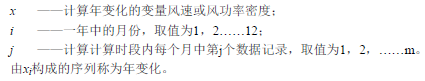 x ——计算年变化的变量风速或风功率密度；
i ——一年中的月份，取值为1，2……12；
j ——计算计算时段内每个月中第j个数据记录，取值为1，2，……m。
由xᵢ构成的序列称为年变化。